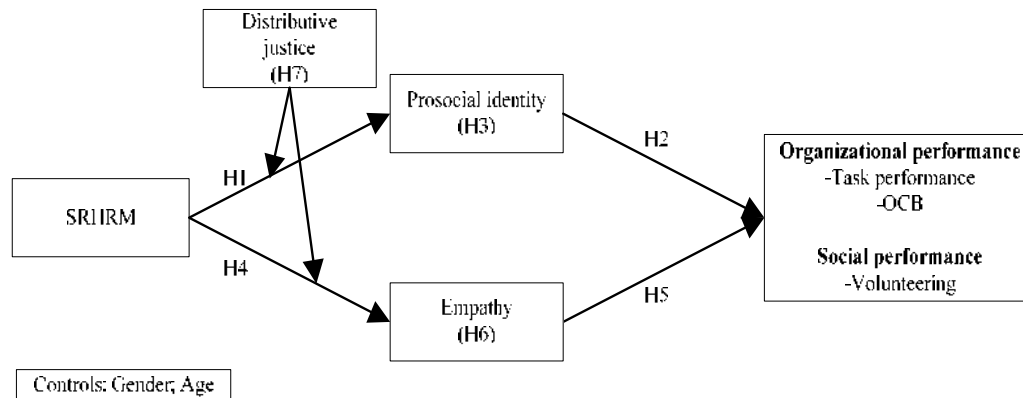 Distributive
justice
(H7)
Prosocial identity
(H3)
H2
Organizational performance
-Task performance
-OCB
Social performance
-Volunteering
H1
SRHRM
H4
H5
Empathy
(H6)
Controls: Gender; Age